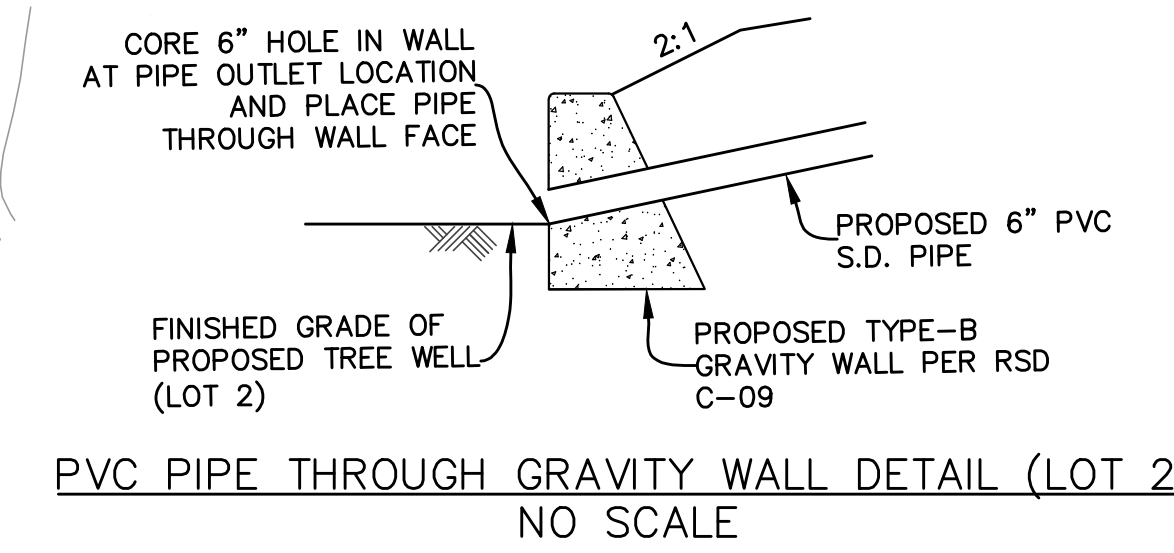 CORE 6" HOLE IN WALL
AT PIPE OUTLET LOCATION
AND PLACE PIPE
THROUGH WALL FACE
2:1
PROPOSED 6" PVC
S.D. PIPE
FINISHED GRADE OF
PROPOSED TREE WELL
(LOT 2)
PROPOSED TYPE-B
GRAVITY WALL PER RSD
C-09
PVC PIPE THROUGH GRAVITY WALL DETAIL (LOT 2
NO SCALE